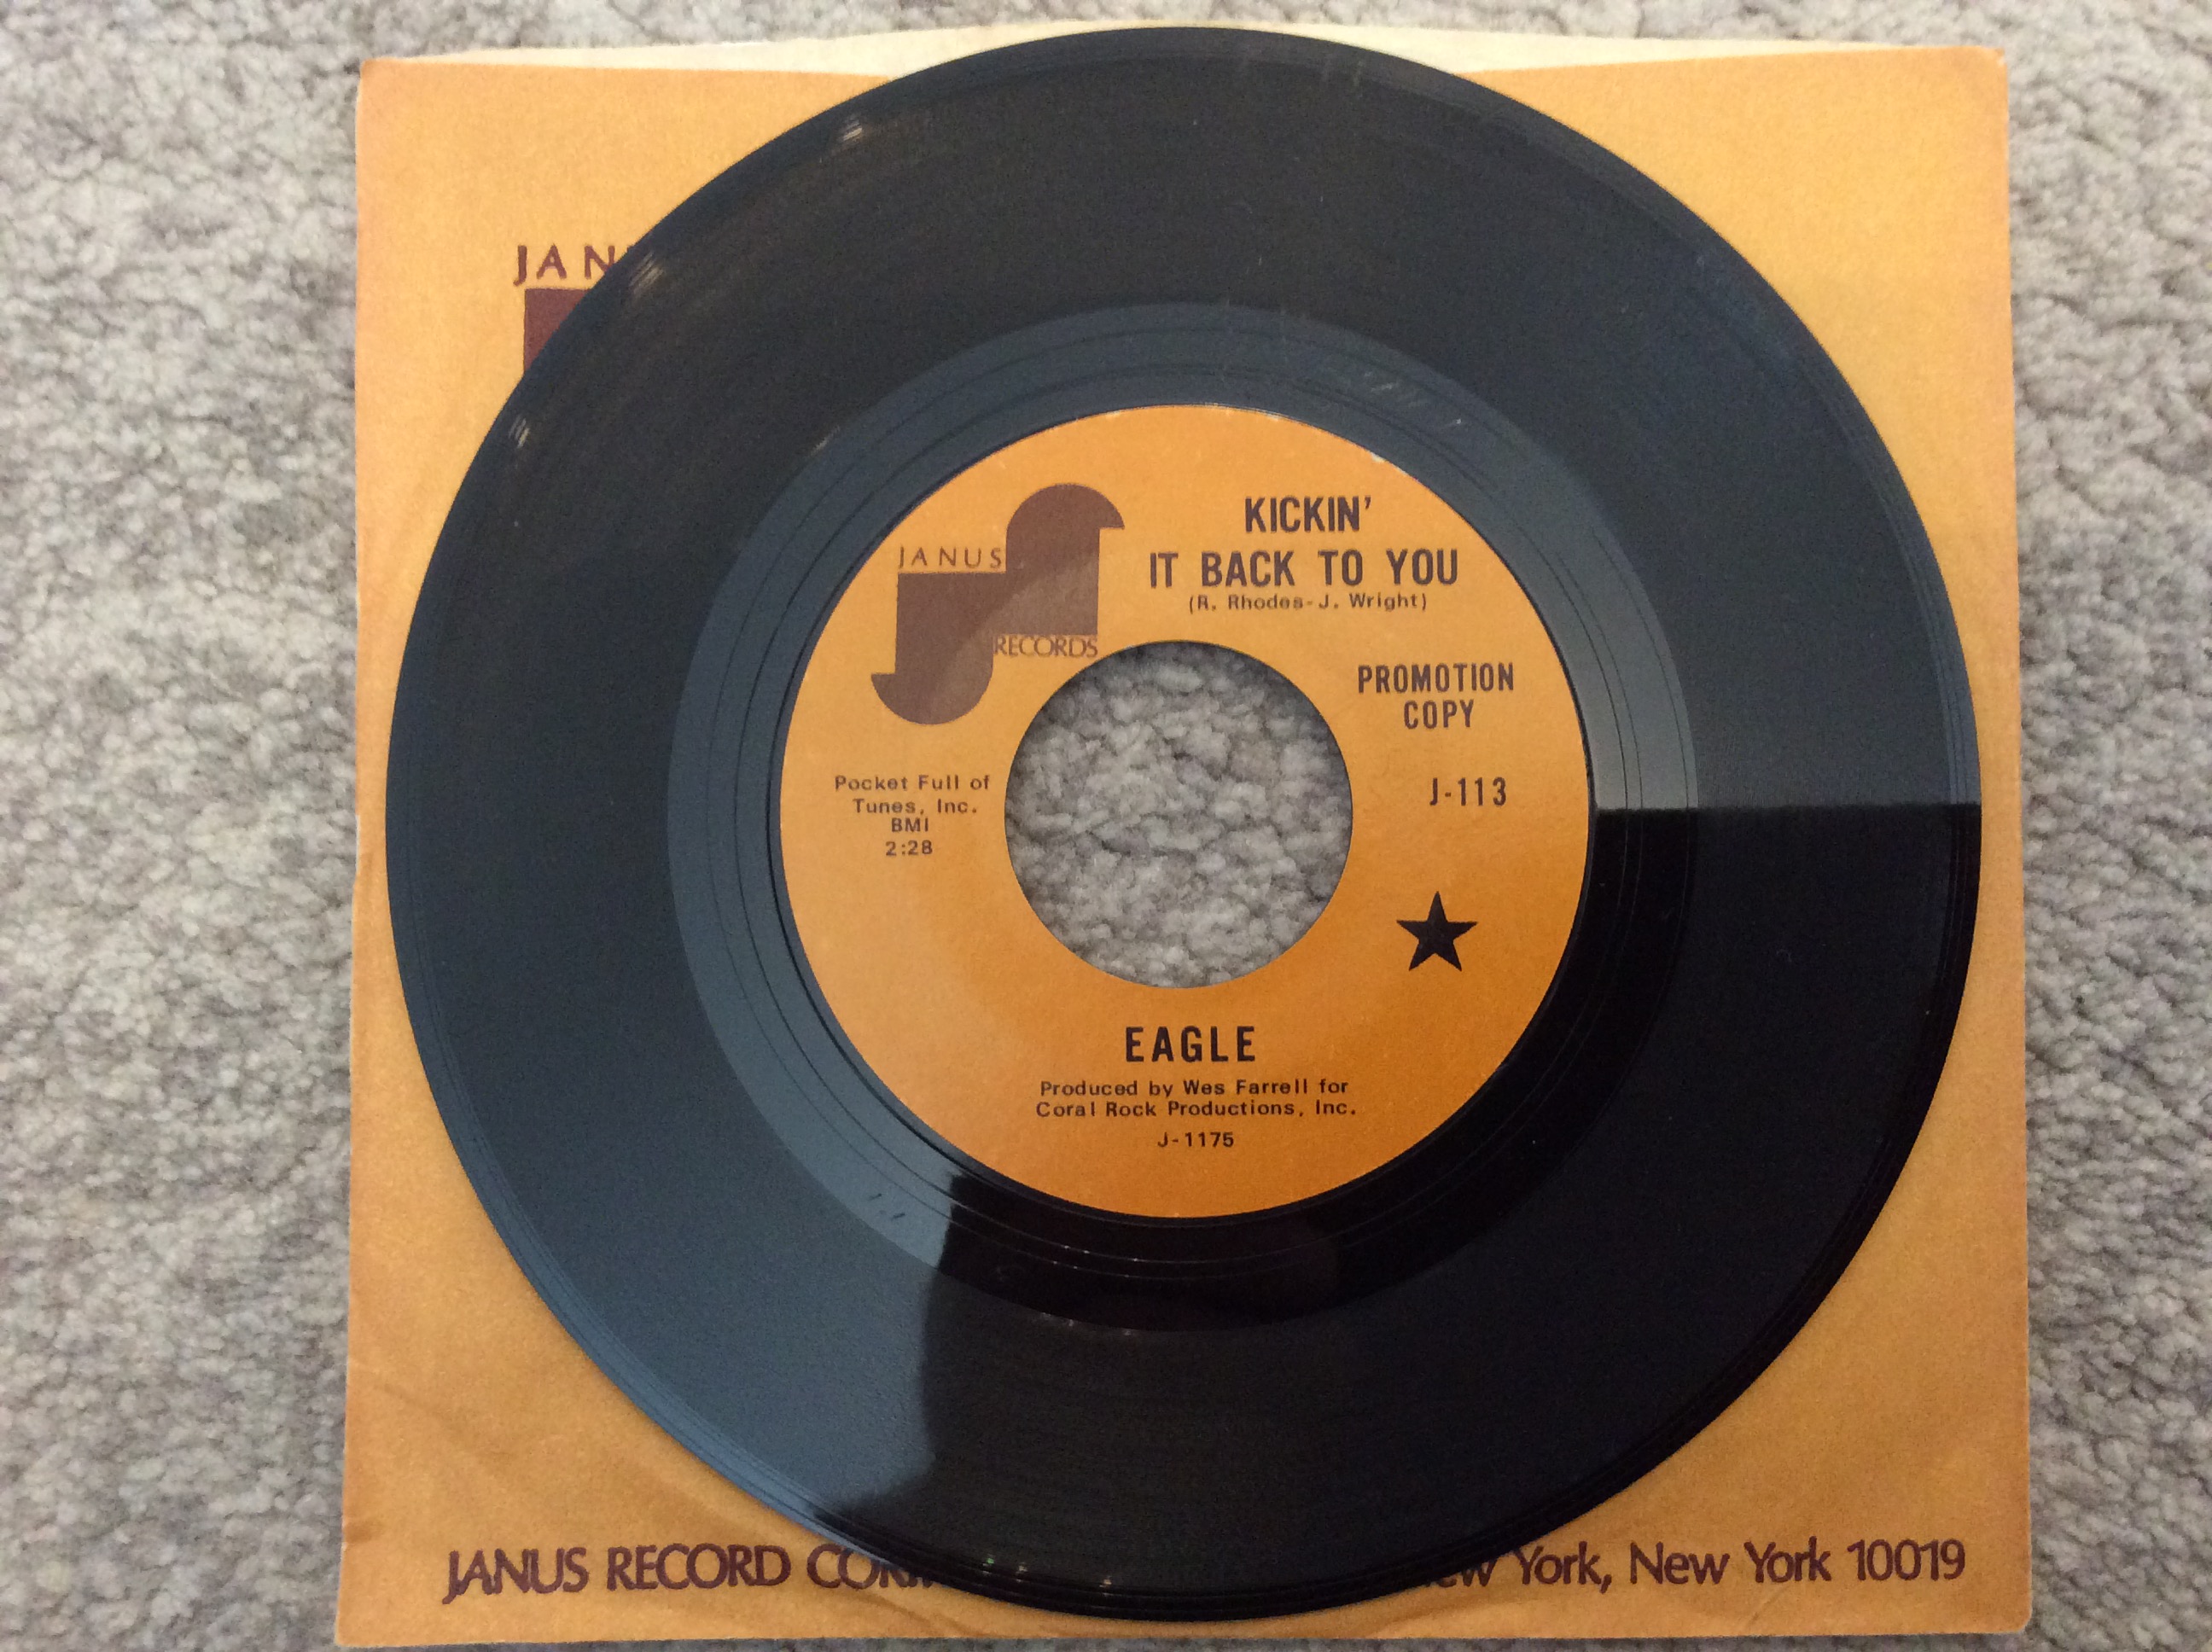 JANUS
RECORDS
KICKIN'
IT BACK TO YOU
(R. Rhodes-J. Wright)
PROMOTION
COPY
J-113
Pocket Full of
Tunes, Inc.
BMI
2:28
EAGLE
Produced by Wes Farrell for
Coral Rock Productions, Inc.
J-1175
JANUS RECORD York, New York 10019